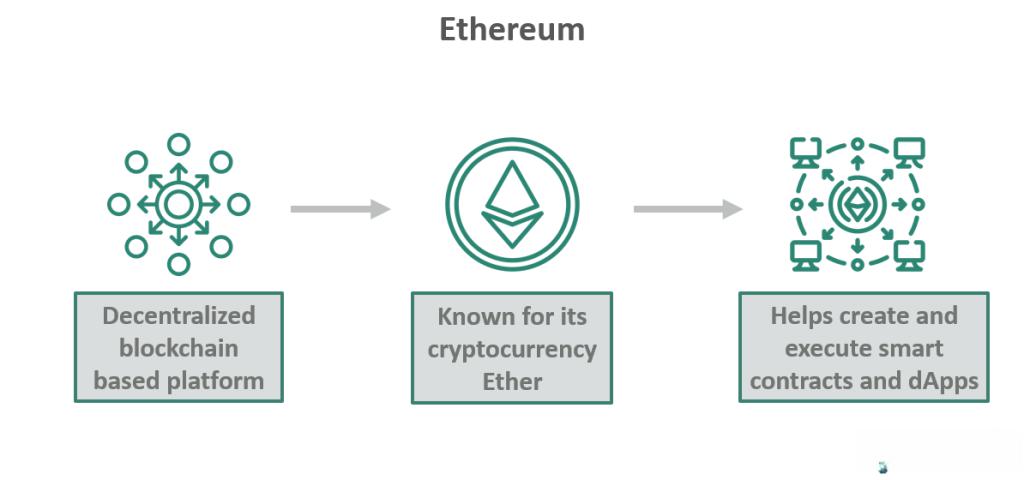 Ethereum
Decentralized
blockchain
based platform
Known for its
cryptocurrency
Ether
Helps create and
execute smart
contracts and dApps